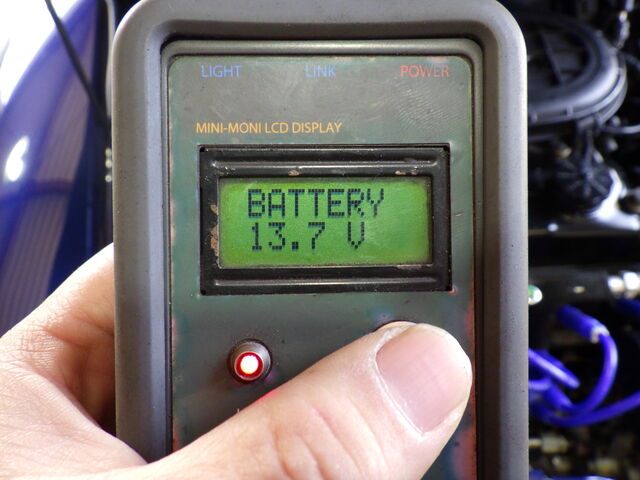 LIGHT LINK POWER
MINI-MONI LCD DISPLAY
BATTERY
13.7 V